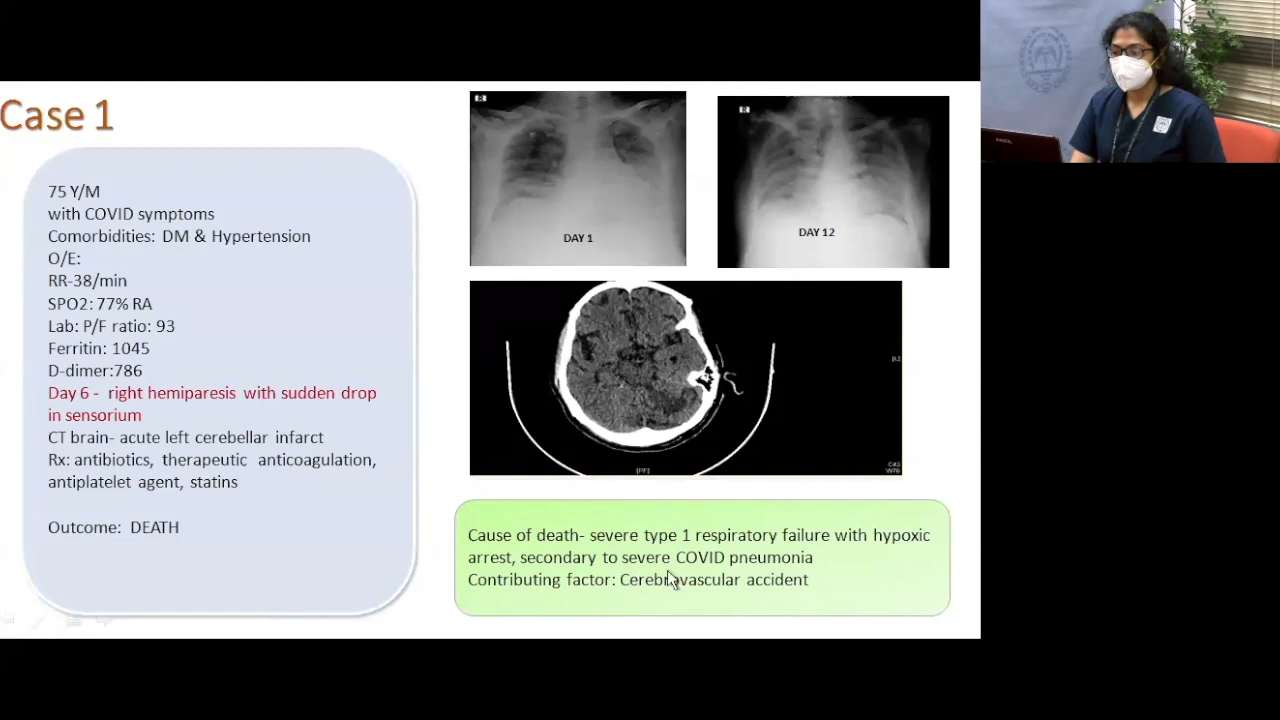 Case 1
75 Y/M
with COVID symptoms
Comorbidities: DM & Hypertension
O/E:
RR-38/min
SPO2: 77% RA
Lab: P/F ratio: 93
Ferritin: 1045
D-dimer:786
Day 6 - right hemiparesis with sudden drop
in sensorium
CT brain- acute left cerebellar infarct
Rx: antibiotics, therapeutic anticoagulation,
antiplatelet agent, statins
Outcome: DEATH
R
DAY 1
R
DAY 12
Cause of death- severe type 1 respiratory failure with hypoxic
arrest, secondary to severe COVID pneumonia
Contributing factor: Cerebrovascular accident